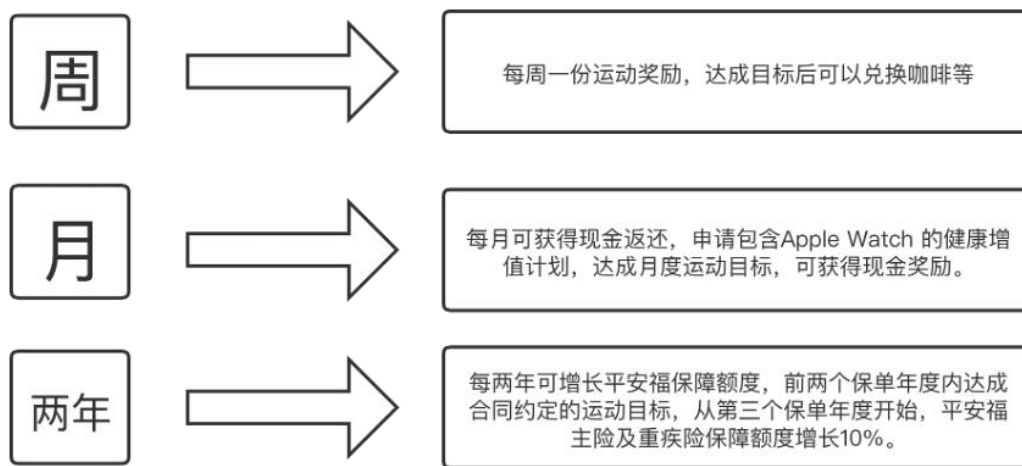 周
每周一份运动奖励，达成目标后可以兑换咖啡等
月
每月可获得现金返还，申请包含Apple Watch 的健康增
值计划，达成月度运动目标，可获得现金奖励。
两年
每两年可增长平安福保障额度，前两个保单年度内达成
合同约定的运动目标，从第三个保单年度开始，平安福
主险及重疾险保障额度增长10%。